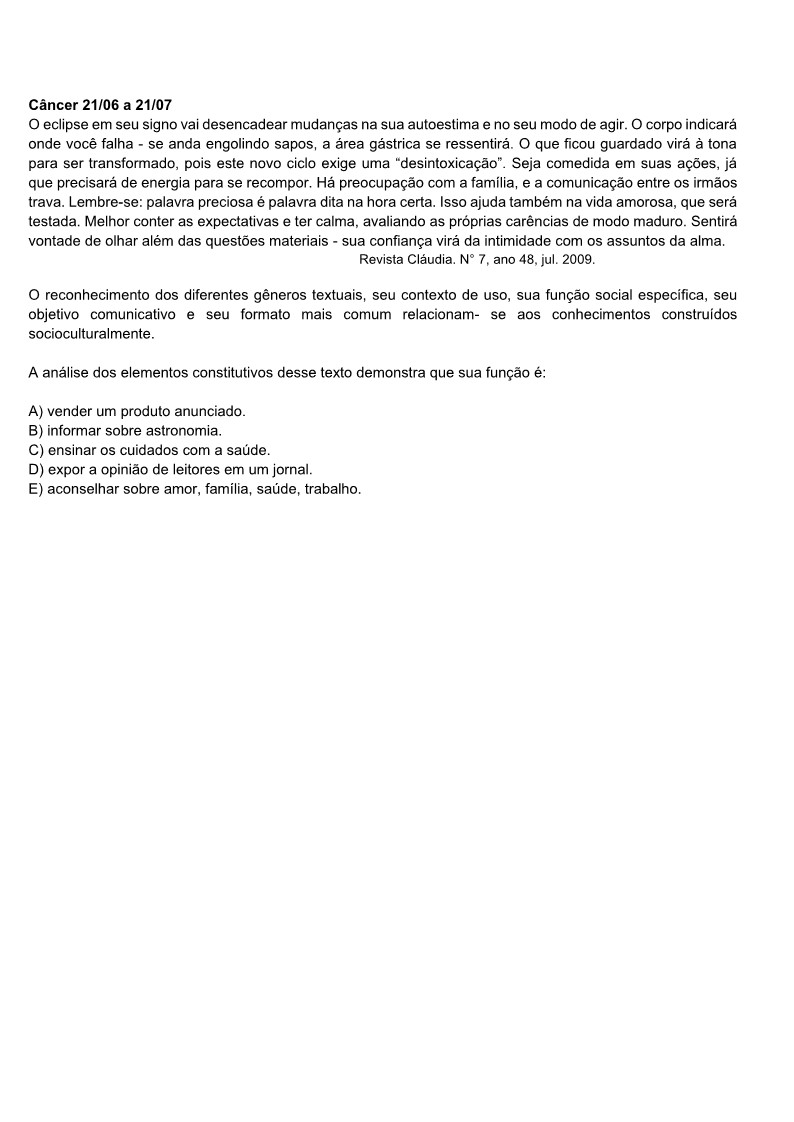 Câncer 21/06 a 21/07
O eclipse em seu signo vai desencadear mudanças na sua autoestima e no seu modo de agir. O corpo indicará
onde você falha - se anda engolindo sapos, a área gástrica se ressentirá. O que ficou guardado virá à tona
para ser transformado, pois este novo ciclo exige uma “desintoxicação”. Seja comedida em suas ações, já
que precisará de energia para se recompor. Há preocupação com a família, e a comunicação entre os irmãos
trava. Lembre-se: palavra preciosa é palavra dita na hora certa. Isso ajuda também na vida amorosa, que será
testada. Melhor conter as expectativas e ter calma, avaliando as próprias carências de modo maduro. Sentirá
vontade de olhar além das questões materiais - sua confiança virá da intimidade com os assuntos da alma.
Revista Cláudia. N° 7, ano 48, jul. 2009.
O reconhecimento dos diferentes gêneros textuais, seu contexto de uso, sua função social específica, seu
objetivo comunicativo e seu formato mais comum relacionam- se aos conhecimentos construídos
socioculturalmente.
A análise dos elementos constitutivos desse texto demonstra que sua função é:
A) vender um produto anunciado.
B) informar sobre astronomia.
C) ensinar os cuidados com a saúde.
D) expor a opinião de leitores em um jornal.
E) aconselhar sobre amor, família, saúde, trabalho.